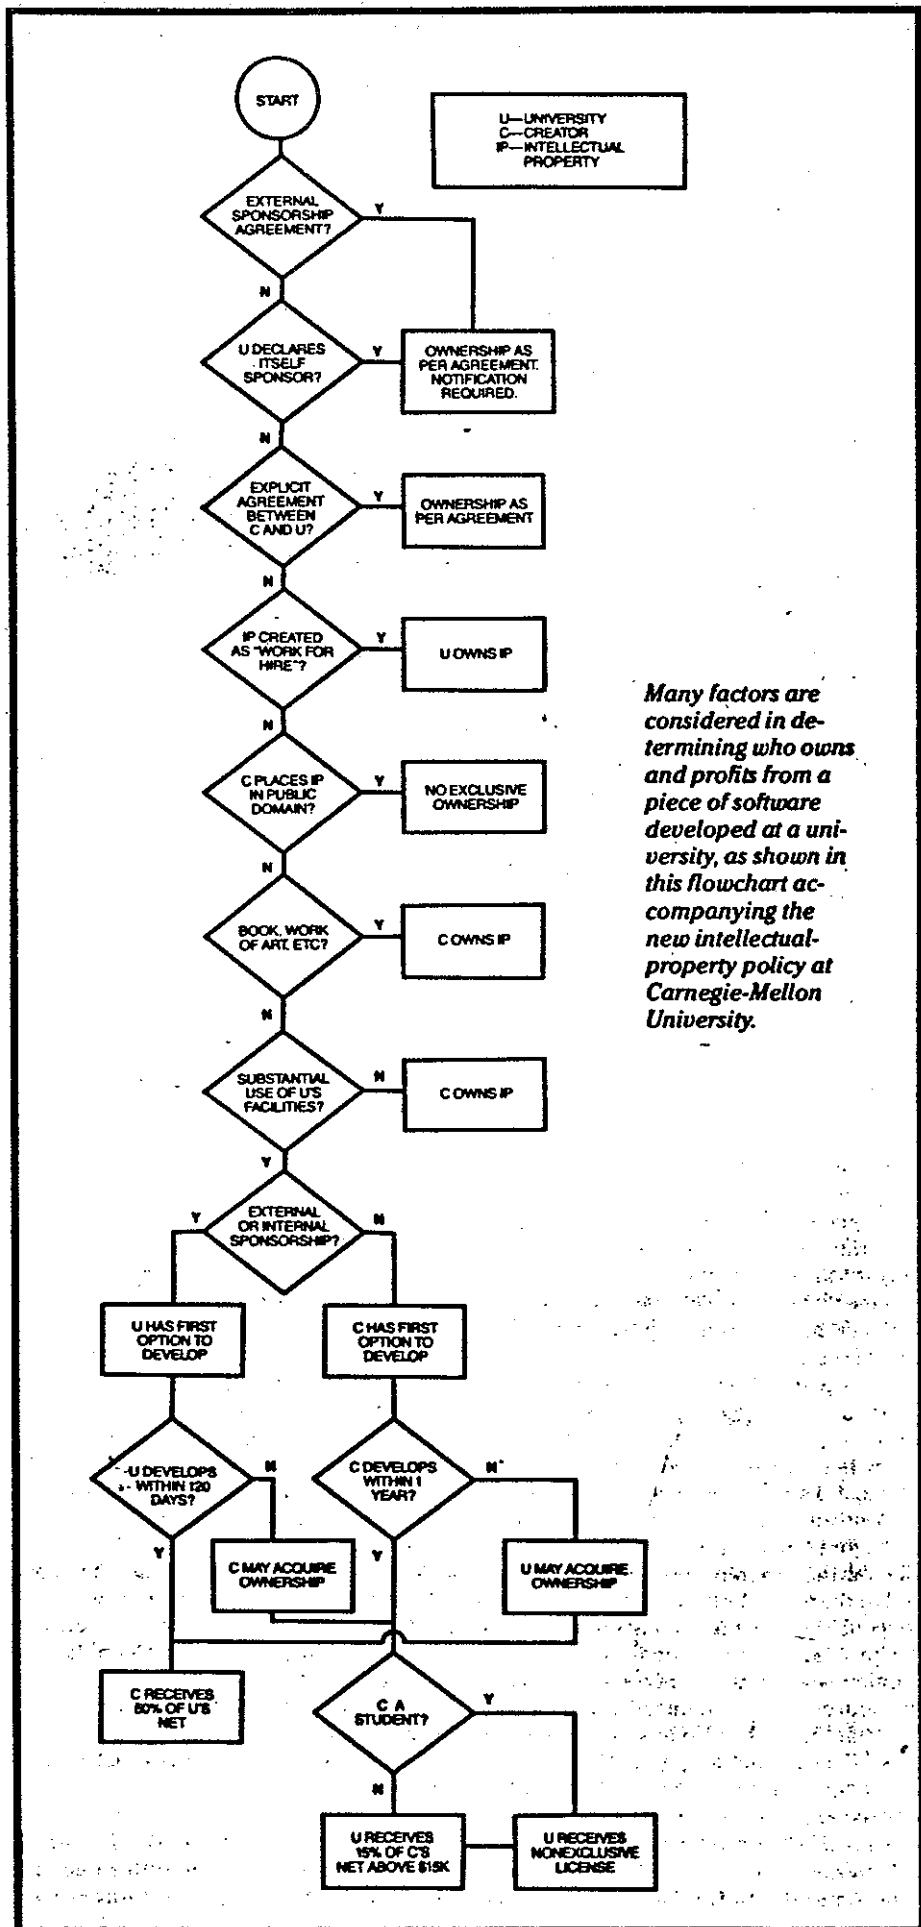 START
U—UNIVERSITY
C—CREATOR
IP—INTELLECTUAL
PROPERTY
EXTERNAL
SPONSORSHIP
AGREEMENT?
Y
N
U DECLARES
ITSELF
SPONSOR?
Y
OWNERSHIP AS
PER AGREEMENT.
NOTIFICATION
REQUIRED.
N
EXPLICIT
AGREEMENT
BETWEEN
C AND U?
Y
OWNERSHIP AS
PER AGREEMENT
N
IP CREATED
AS "WORK FOR
HIRE"?
Y
U OWNS IP
N
C PLACES IP
IN PUBLIC
DOMAIN?
Y
NO EXCLUSIVE
OWNERSHIP
N
BOOK, WORK
OF ART, ETC?
Y
C OWNS IP
N
SUBSTANTIAL
USE OF U'S
FACILITIES?
N
C OWNS IP
Y
EXTERNAL
OR INTERNAL
SPONSORSHIP?
Y
N
U HAS FIRST
OPTION TO
DEVELOP
C HAS FIRST
OPTION TO
DEVELOP
U DEVELOPS
WITHIN 120
DAYS?
N
Y
C MAY ACQUIRE
OWNERSHIP
C DEVELOPS
WITHIN 1
YEAR?
N
Y
U MAY ACQUIRE
OWNERSHIP
C RECEIVES
50% OF U'S
NET
C A
STUDENT?
Y
N
U RECEIVES
15% OF C'S
NET ABOVE $15K
U RECEIVES
NONEXCLUSIVE
LICENSE
Many factors are
considered in de-
termining who owns
and profits from a
piece of software
developed at a uni-
versity, as shown in
this flowchart ac-
companying the
new intellectual-
property policy at
Carnegie-Mellon
University.